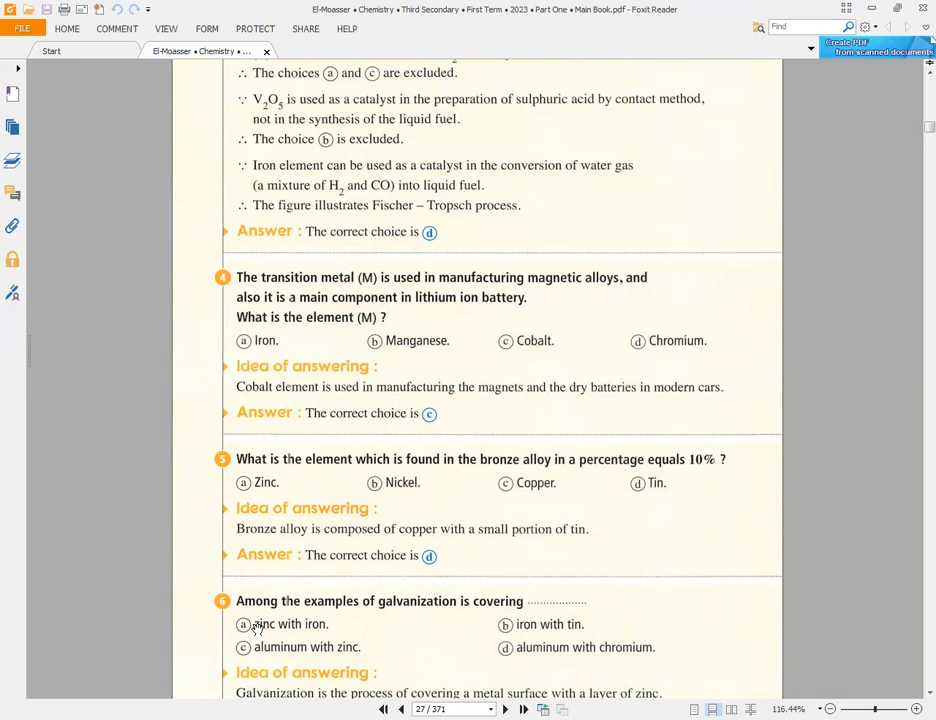 El-Moasser • Chemistry • Third Secondary • First Term • 2023 • Part One • Main Book.pdf - Foxit Reader
FILE HOME COMMENT VIEW FORM PROTECT SHARE HELP
Find
Start
El-Moasser • Chemistry • ...
Create PDF
from scanned documents
∴ The choices ⓐ and ⓒ are excluded.
∵ V₂O₅ is used as a catalyst in the preparation of sulphuric acid by contact method,
not in the synthesis of the liquid fuel.
∴ The choice ⓑ is excluded.
∵ Iron element can be used as a catalyst in the conversion of water gas
(a mixture of H₂ and CO) into liquid fuel.
∴ The figure illustrates Fischer – Tropsch process.
Answer : The correct choice is ⓓ
4 The transition metal (M) is used in manufacturing magnetic alloys, and
also it is a main component in lithium ion battery.
What is the element (M) ?
ⓐ Iron. ⓑ Manganese. ⓒ Cobalt. ⓓ Chromium.
Idea of answering :
Cobalt element is used in manufacturing the magnets and the dry batteries in modern cars.
Answer : The correct choice is ⓒ
5 What is the element which is found in the bronze alloy in a percentage equals 10% ?
ⓐ Zinc. ⓑ Nickel. ⓒ Copper. ⓓ Tin.
Idea of answering :
Bronze alloy is composed of copper with a small portion of tin.
Answer : The correct choice is ⓓ
6 Among the examples of galvanization is covering ..................
ⓐ zinc with iron. ⓑ iron with tin.
ⓒ aluminum with zinc. ⓓ aluminum with chromium.
Idea of answering :
Galvanization is the process of covering a metal surface with a layer of zinc.
27 / 371
116.44%